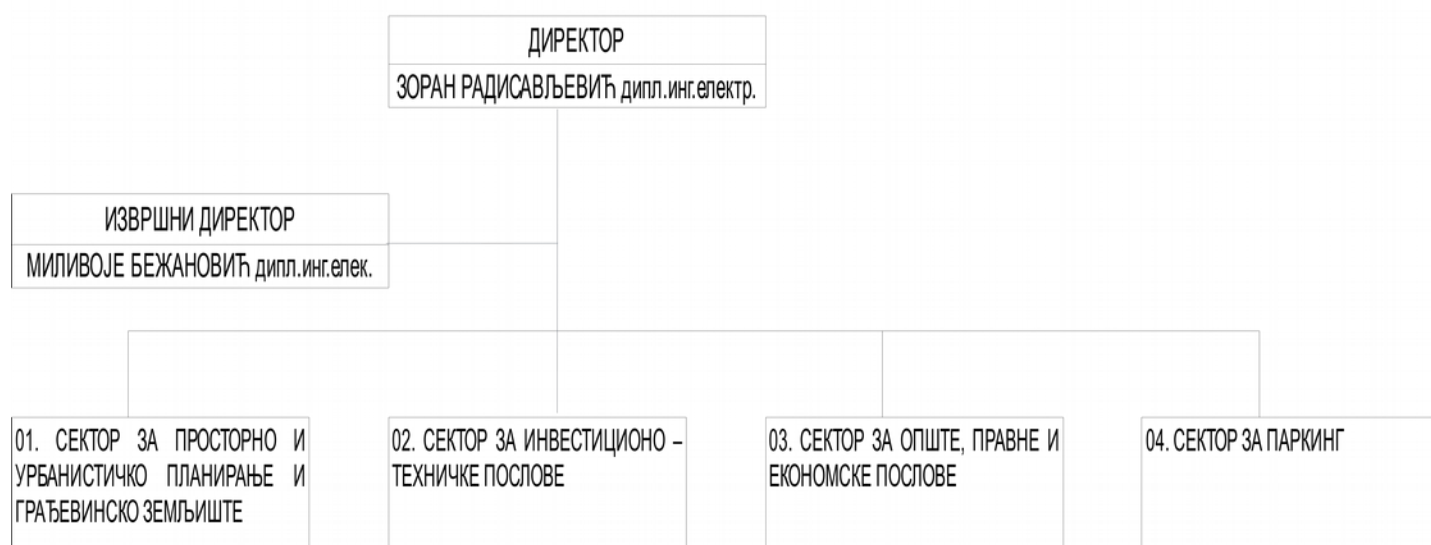 ДИРЕКТОР
ЗОРАН РАДИСАВЉЕВИЋ дипл.инг.електр.
ИЗВРШНИ ДИРЕКТОР
МИЛИВОЈЕ БЕЖАНОВИЋ дипл.инг.елек.
01. СЕКТОР ЗА ПРОСТОРНО И
УРБАНИСТИЧКО ПЛАНИРАЊЕ И
ГРАЂЕВИНСКО ЗЕМЉИШТЕ
02. СЕКТОР ЗА ИНВЕСТИЦИОНО –
ТЕХНИЧКЕ ПОСЛОВЕ
03. СЕКТОР ЗА ОПШТЕ, ПРАВНЕ И
ЕКОНОМСКЕ ПОСЛОВЕ
04. СЕКТОР ЗА ПАРКИНГ